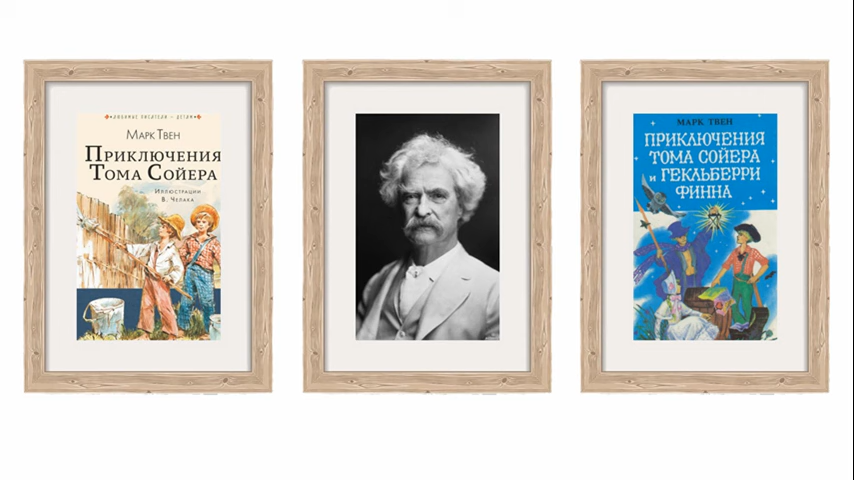 ЛЮБИМЫЕ ПИСАТЕЛИ – ДЕТЯМ
МАРК ТВЕН
ПРИКЛЮЧЕНИЯ
ТОМА СОЙЕРА
ИЛЛЮСТРАЦИИ
В. ЧЕЛАКА
МАРК ТВЕН
ПРИКЛЮЧЕНИЯ
ТОМА СОЙЕРА
И ГЕКЛЬБЕРРИ
ФИННА